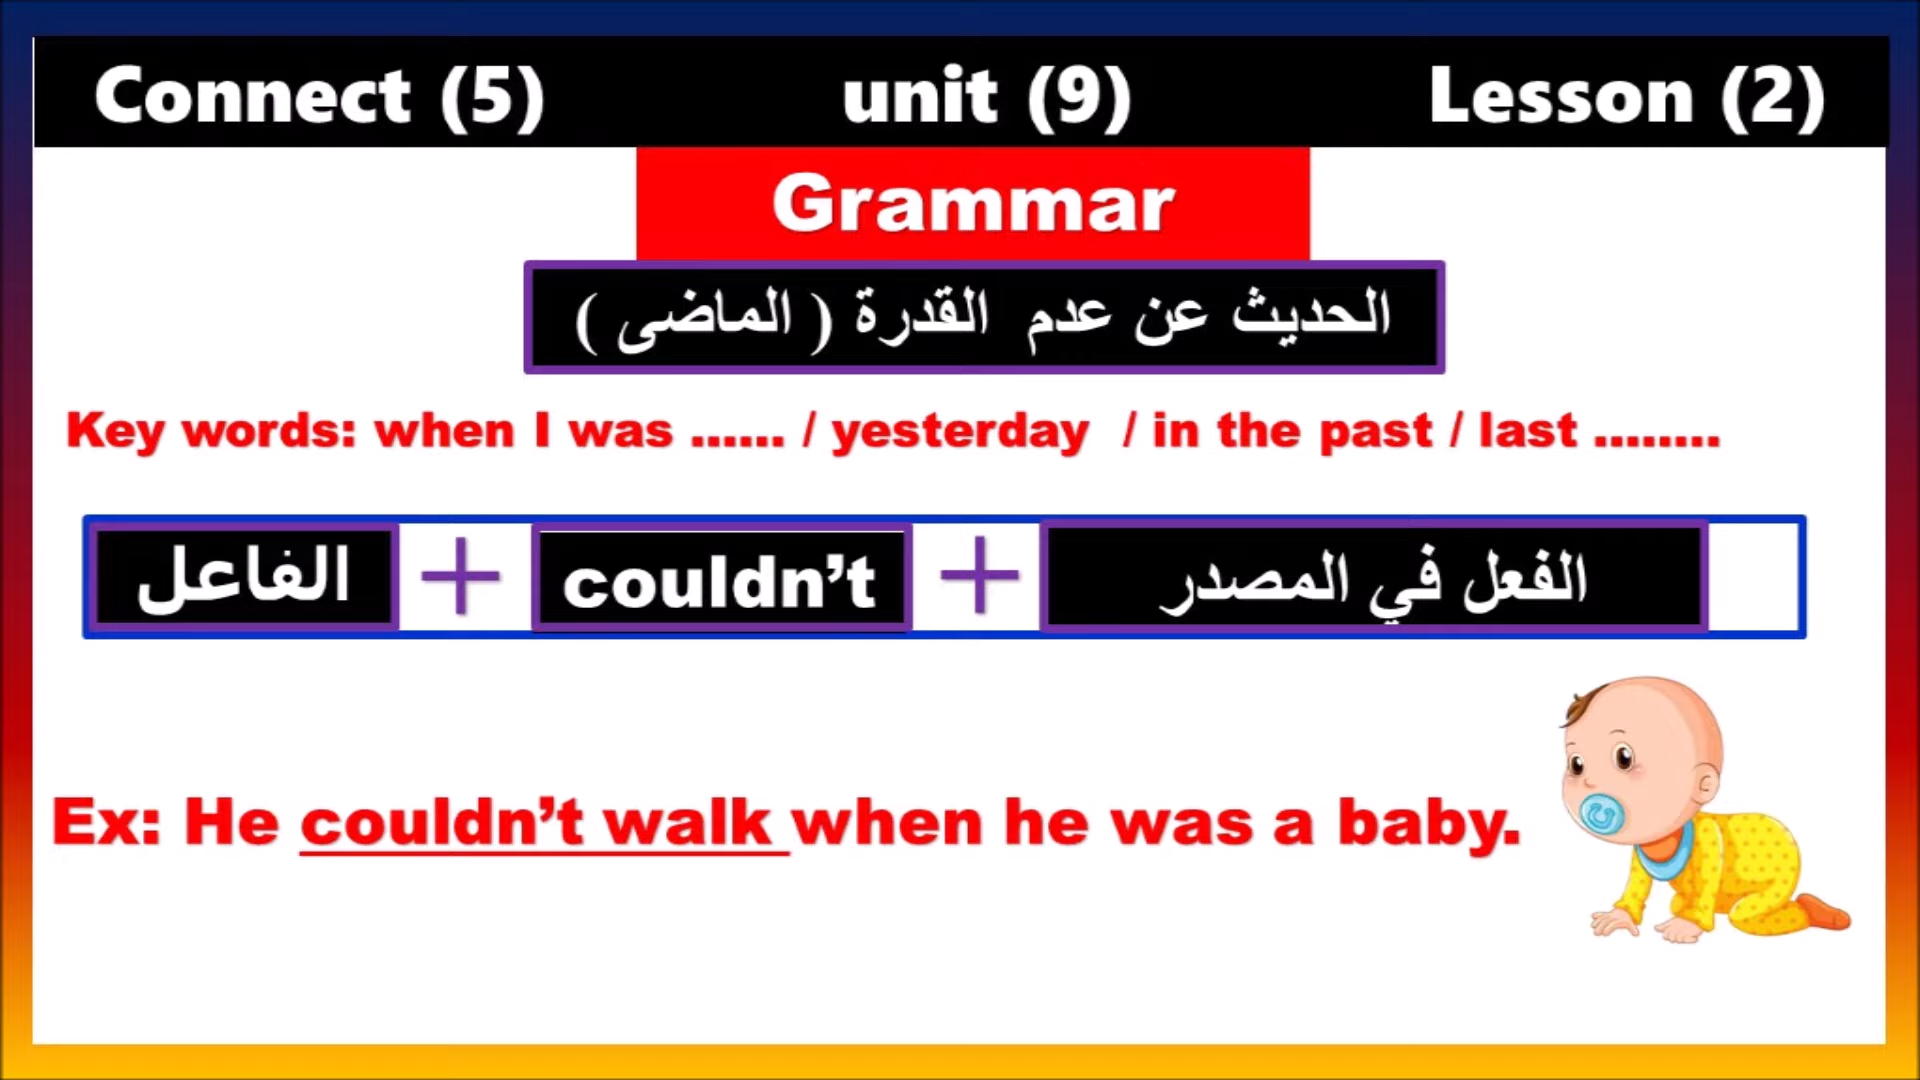 Connect (5) unit (9) Lesson (2)
Grammar
الحديث عن عدم القدرة ( الماضى )
Key words: when I was ...... / yesterday / in the past / last ........
الفاعل + couldn’t + الفعل في المصدر
Ex: He couldn’t walk when he was a baby.